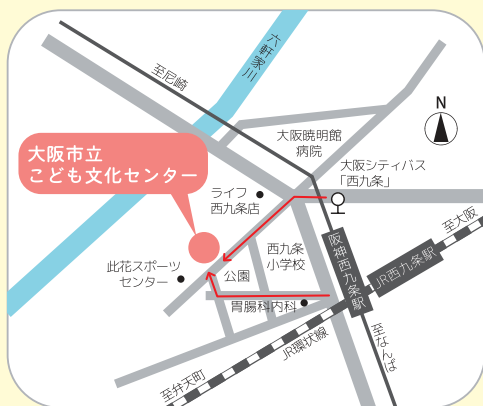 六軒家川
至尼崎
N
大阪暁明館
病院
大阪市立
こども文化センター
大阪シティバス
「西九条」
ライフ
西九条店
至大阪
阪神西九条駅
JR西九条駅
西九条
小学校
此花スポーツ
センター
公園
胃腸科内科
至なんば
JR環状線
至弁天町